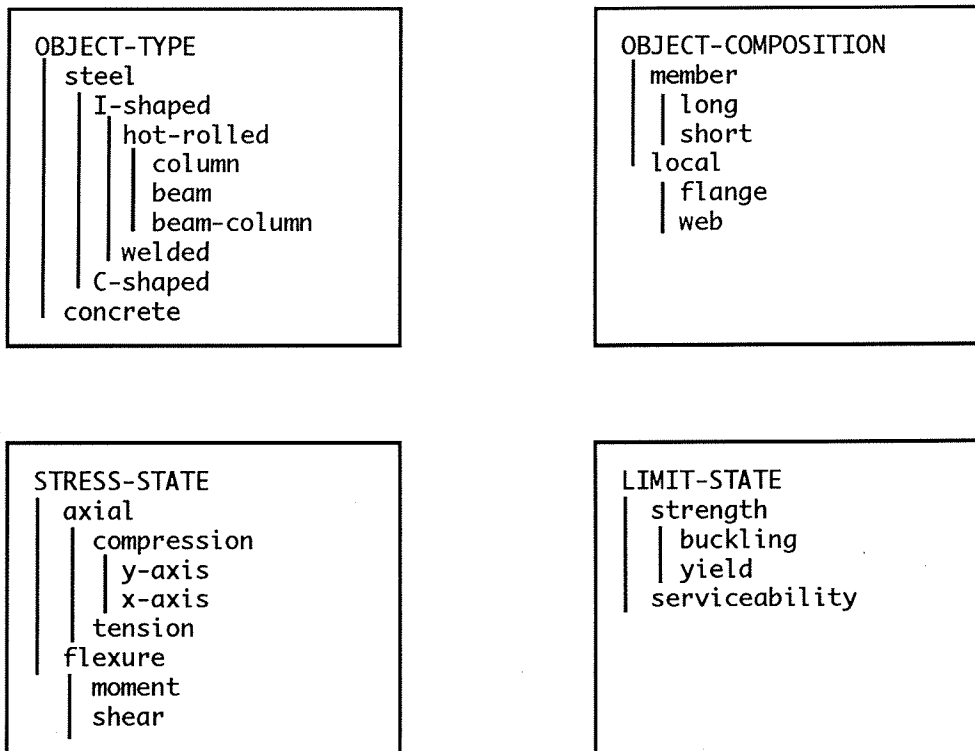 OBJECT-TYPE
steel
I-shaped
hot-rolled
column
beam
beam-column
welded
C-shaped
concrete
OBJECT-COMPOSITION
member
long
short
local
flange
web
STRESS-STATE
axial
compression
y-axis
x-axis
tension
flexure
moment
shear
LIMIT-STATE
strength
buckling
yield
serviceability